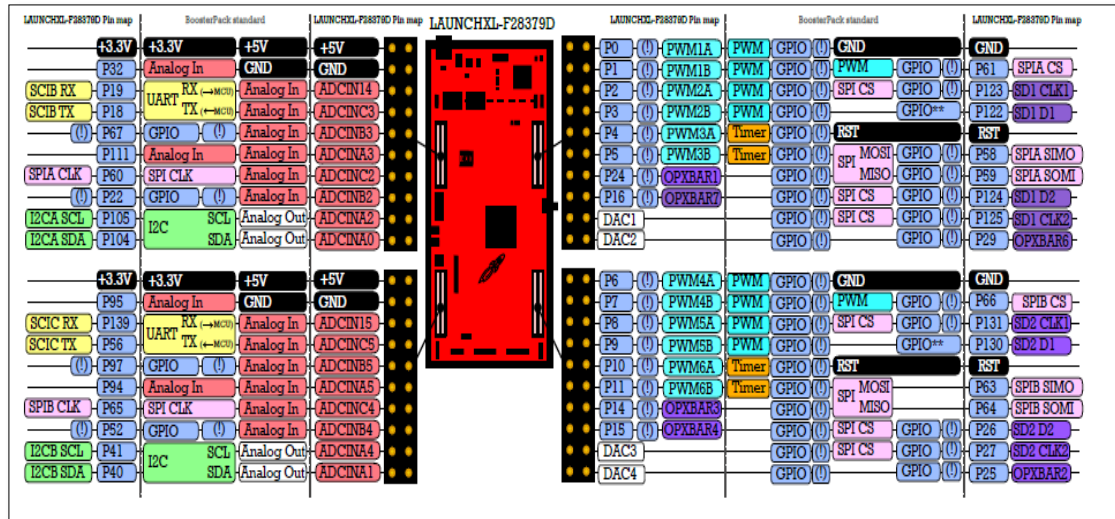 LAUNCHXL-F28379D Pin map BoosterPack standard LAUNCHXL-F28379D Pin map LAUNCHXL-F28379D LAUNCHXL-F28379D Pin map BoosterPack standard LAUNCHXL-F28379D Pin map
+3.3V +3.3V +5V +5V P0 (!) PWM1A PWM GPIO (!) GND GND
P32 Analog In GND GND P1 (!) PWM1B PWM GPIO (!) PWM GPIO (!) P61 SPIA CS
SCIB RX P19 UART RX (→MCU) Analog In ADCIN14 P2 (!) PWM2A PWM GPIO (!) SPI CS GPIO (!) P123 SD1 CLK1
SCIB TX P18 TX (←MCU) Analog In ADCINC3 P3 (!) PWM2B PWM GPIO (!) GPIO** P122 SD1 D1
(!) P67 GPIO (!) Analog In ADCINB3 P4 (!) PWM3A Timer GPIO (!) RST RST
P111 Analog In Analog In ADCINA3 P5 (!) PWM3B Timer GPIO (!) SPI MOSI GPIO (!) P58 SPIA SIMO
SPIA CLK P60 SPI CLK Analog In ADCINC2 P24 (!) OPXBAR1 GPIO (!) MISO GPIO (!) P59 SPIA SOMI
(!) P22 GPIO (!) Analog In ADCINB2 P16 (!) OPXBAR7 GPIO (!) SPI CS GPIO (!) P124 SD1 D2
I2CA SCL P105 I2C SCL Analog Out ADCINA2 DAC1 GPIO (!) SPI CS GPIO (!) P125 SD1 CLK2
I2CA SDA P104 SDA Analog Out ADCINA0 DAC2 GPIO (!) GPIO (!) P29 OPXBAR6
+3.3V +3.3V +5V +5V P6 (!) PWM4A PWM GPIO (!) GND GND
P95 Analog In GND GND P7 (!) PWM4B PWM GPIO (!) PWM GPIO (!) P66 SPIB CS
SCIC RX P139 UART RX (→MCU) Analog In ADCIN15 P8 (!) PWM5A PWM GPIO (!) SPI CS GPIO (!) P131 SD2 CLK1
SCIC TX P56 TX (←MCU) Analog In ADCINC5 P9 (!) PWM5B PWM GPIO (!) GPIO** P130 SD2 D1
(!) P97 GPIO (!) Analog In ADCINB5 P10 (!) PWM6A Timer GPIO (!) RST RST
P94 Analog In Analog In ADCINA5 P11 (!) PWM6B Timer GPIO (!) SPI MOSI P63 SPIB SIMO
SPIB CLK P65 SPI CLK Analog In ADCINC4 P14 (!) OPXBAR3 GPIO (!) MISO P64 SPIB SOMI
(!) P52 GPIO (!) Analog In ADCINB4 P15 (!) OPXBAR4 GPIO (!) SPI CS GPIO (!) P26 SD2 D2
I2CB SCL P41 I2C SCL Analog Out ADCINA4 DAC3 GPIO (!) SPI CS GPIO (!) P27 SD2 CLK2
I2CB SDA P40 SDA Analog Out ADCINA1 DAC4 GPIO (!) GPIO (!) P25 OPXBAR2